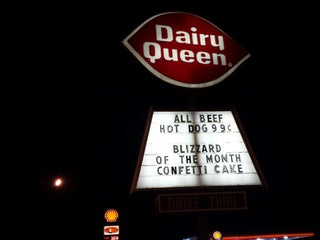 Dairy
Queen
ALL BEEF
HOT DOG 99¢
BLIZZARD
OF THE MONTH
CONFETTI CAKE
DRIVE THRU